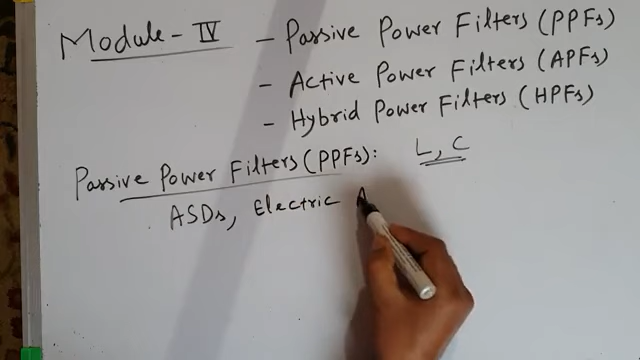 Module - IV - Passive Power Filters (PPFs)
- Active Power Filters (APFs)
- Hybrid Power Filters (HPFs)
Passive Power Filters (PPFs): L, C
ASDs, Electric